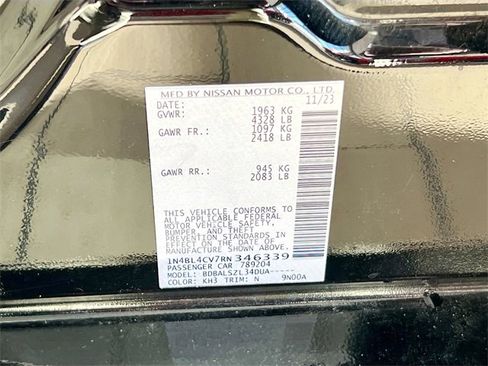 MFD BY NISSAN MOTOR CO., LTD.
DATE: 11/23
GVWR: 1963 KG
4328 LB
GAWR FR.: 1097 KG
2418 LB
GAWR RR.: 945 KG
2083 LB
THIS VEHICLE CONFORMS TO
ALL APPLICABLE FEDERAL
MOTOR VEHICLE SAFETY,
BUMPER, AND THEFT
PREVENTION STANDARDS IN
EFFECT ON THE DATE OF
MANUFACTURE SHOWN ABOVE.
1N4BL4CV7RN346339
PASSENGER CAR 789204
MODEL: BDBALSZL34DUA-----
COLOR: KH3 TRIM: N 9N00A